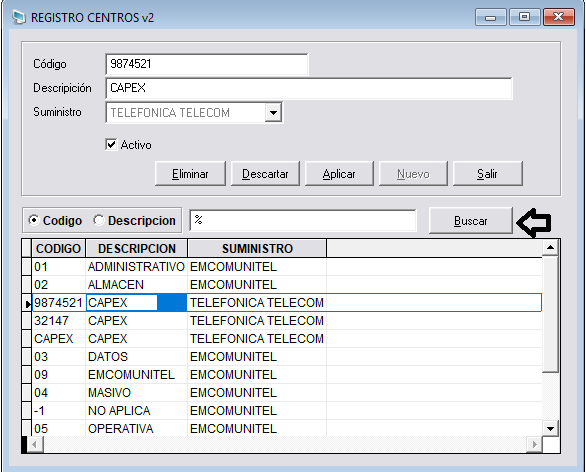 REGISTRO CENTROS v2
Código 9874521
Descripición CAPEX
Suministro TELEFONICA TELECOM
Activo
Eliminar Descartar Aplicar Nuevo Salir
Codigo Descripcion % Buscar
CODIGO DESCRIPCION SUMINISTRO
01 ADMINISTRATIVO EMCOMUNITEL
02 ALMACEN EMCOMUNITEL
9874521 CAPEX TELEFONICA TELECOM
32147 CAPEX TELEFONICA TELECOM
CAPEX CAPEX TELEFONICA TELECOM
03 DATOS EMCOMUNITEL
09 EMCOMUNITEL EMCOMUNITEL
04 MASIVO EMCOMUNITEL
-1 NO APLICA EMCOMUNITEL
05 OPERATIVA EMCOMUNITEL